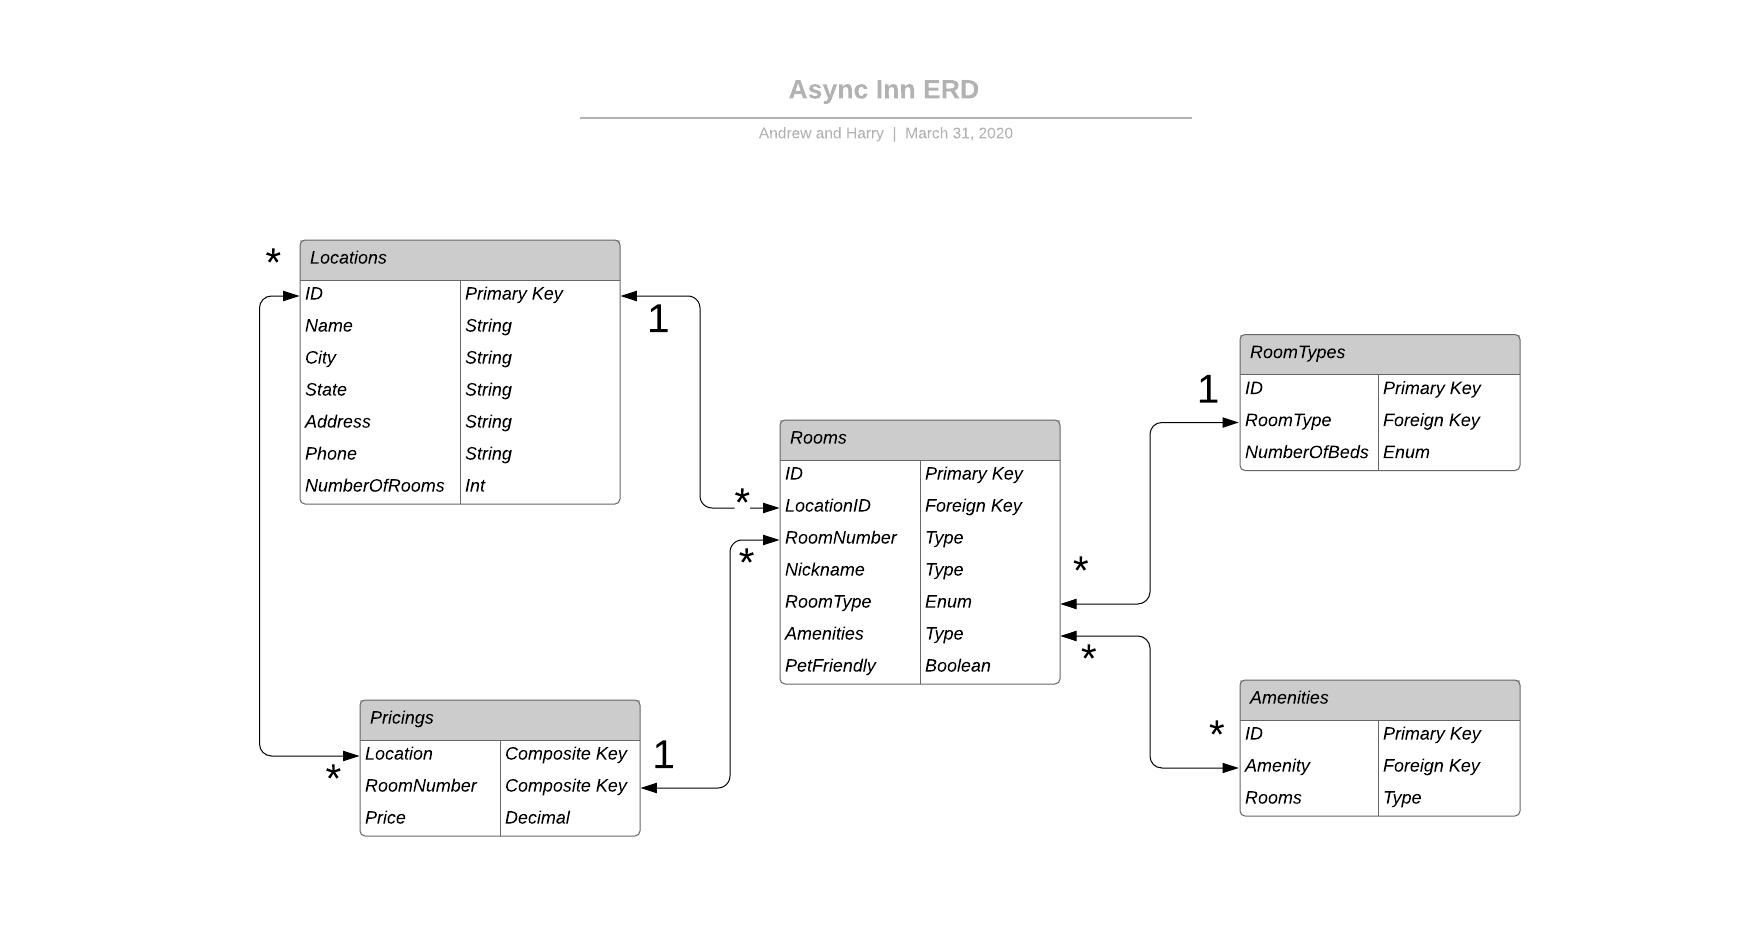 Async Inn ERD
Andrew and Harry | March 31, 2020
*
Locations
ID Primary Key
1
Name String
City String
State String
Address String
Phone String
NumberOfRooms Int
RoomTypes
1
ID Primary Key
RoomType Foreign Key
NumberOfBeds Enum
Rooms
ID Primary Key
*
LocationID Foreign Key
RoomNumber Type
*
*
Nickname Type
RoomType Enum
Amenities Type
*
PetFriendly Boolean
Pricings
1
Location Composite Key
*
RoomNumber Composite Key
Price Decimal
Amenities
*
ID Primary Key
Amenity Foreign Key
Rooms Type